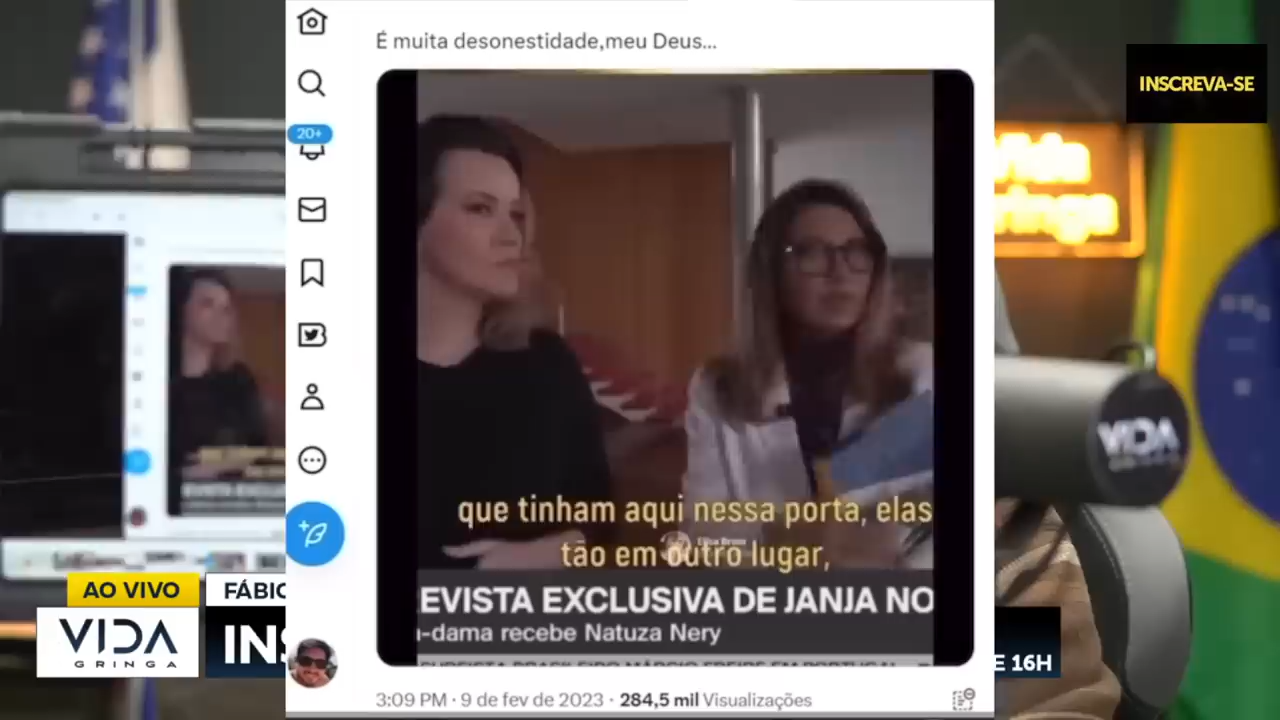 É muita desonestidade,meu Deus...
INSCREVA-SE
20+
que tinham aqui nessa porta, elas
tão em outro lugar,
EVISTA EXCLUSIVA DE JANJA NO
-dama recebe Natuza Nery
AO VIVO
FÁBIO
VIDA
GRINGA
INS
E 16H
VIDA
GRINGA
3:09 PM · 9 de fev de 2023 · 284,5 mil Visualizações